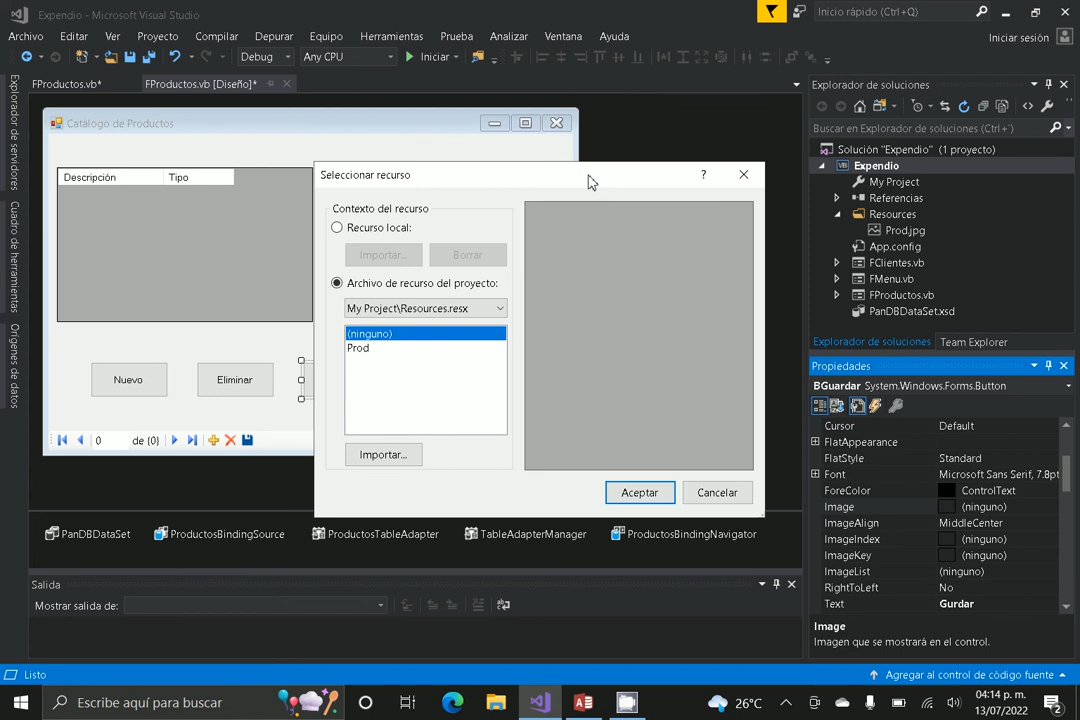 Expendio - Microsoft Visual Studio
Inicio rápido (Ctrl+Q)
Archivo Editar Ver Proyecto Compilar Depurar Equipo Herramientas Prueba Analizar Ventana Ayuda
Iniciar sesión
Debug Any CPU Iniciar
Explorador de servidores
Cuadro de herramientas
Orígenes de datos
FProductos.vb* FProductos.vb [Diseño]*
Catálogo de Productos
Descripción Tipo
Nuevo Eliminar
0 de {0}
Seleccionar recurso
?
Contexto del recurso
Recurso local:
Importar... Borrar
Archivo de recurso del proyecto:
My Project\Resources.resx
(ninguno)
Prod
Importar...
Aceptar Cancelar
PanDBDataSet ProductosBindingSource ProductosTableAdapter TableAdapterManager ProductosBindingNavigator
Salida
Mostrar salida de:
Explorador de soluciones
Buscar en Explorador de soluciones (Ctrl+')
Solución "Expendio" (1 proyecto)
VB Expendio
My Project
Referencias
Resources
Prod.jpg
App.config
FClientes.vb
FMenu.vb
FProductos.vb
PanDBDataSet.xsd
Explorador de soluciones Team Explorer
Propiedades
BGuardar System.Windows.Forms.Button
Cursor Default
FlatAppearance
FlatStyle Standard
Font Microsoft Sans Serif, 7.8pt
ForeColor ControlText
Image (ninguno)
ImageAlign MiddleCenter
ImageIndex (ninguno)
ImageKey (ninguno)
ImageList (ninguno)
RightToLeft No
Text Gurdar
Image
Imagen que se mostrará en el control.
Listo
Agregar al control de código fuente
Escribe aquí para buscar
26°C
04:14 p. m.
13/07/2022
2